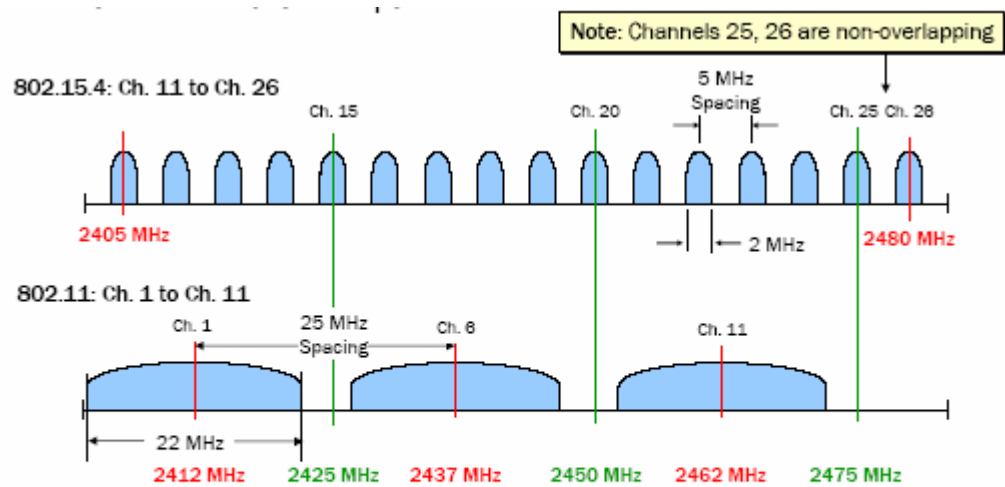 Note: Channels 25, 26 are non-overlapping
802.15.4: Ch. 11 to Ch. 26
5 MHz
Spacing
Ch. 15
Ch. 20
Ch. 25 Ch. 26
2405 MHz
2 MHz
2480 MHz
802.11: Ch. 1 to Ch. 11
Ch. 1
25 MHz
Spacing
Ch. 6
Ch. 11
22 MHz
2412 MHz
2425 MHz
2437 MHz
2450 MHz
2462 MHz
2475 MHz